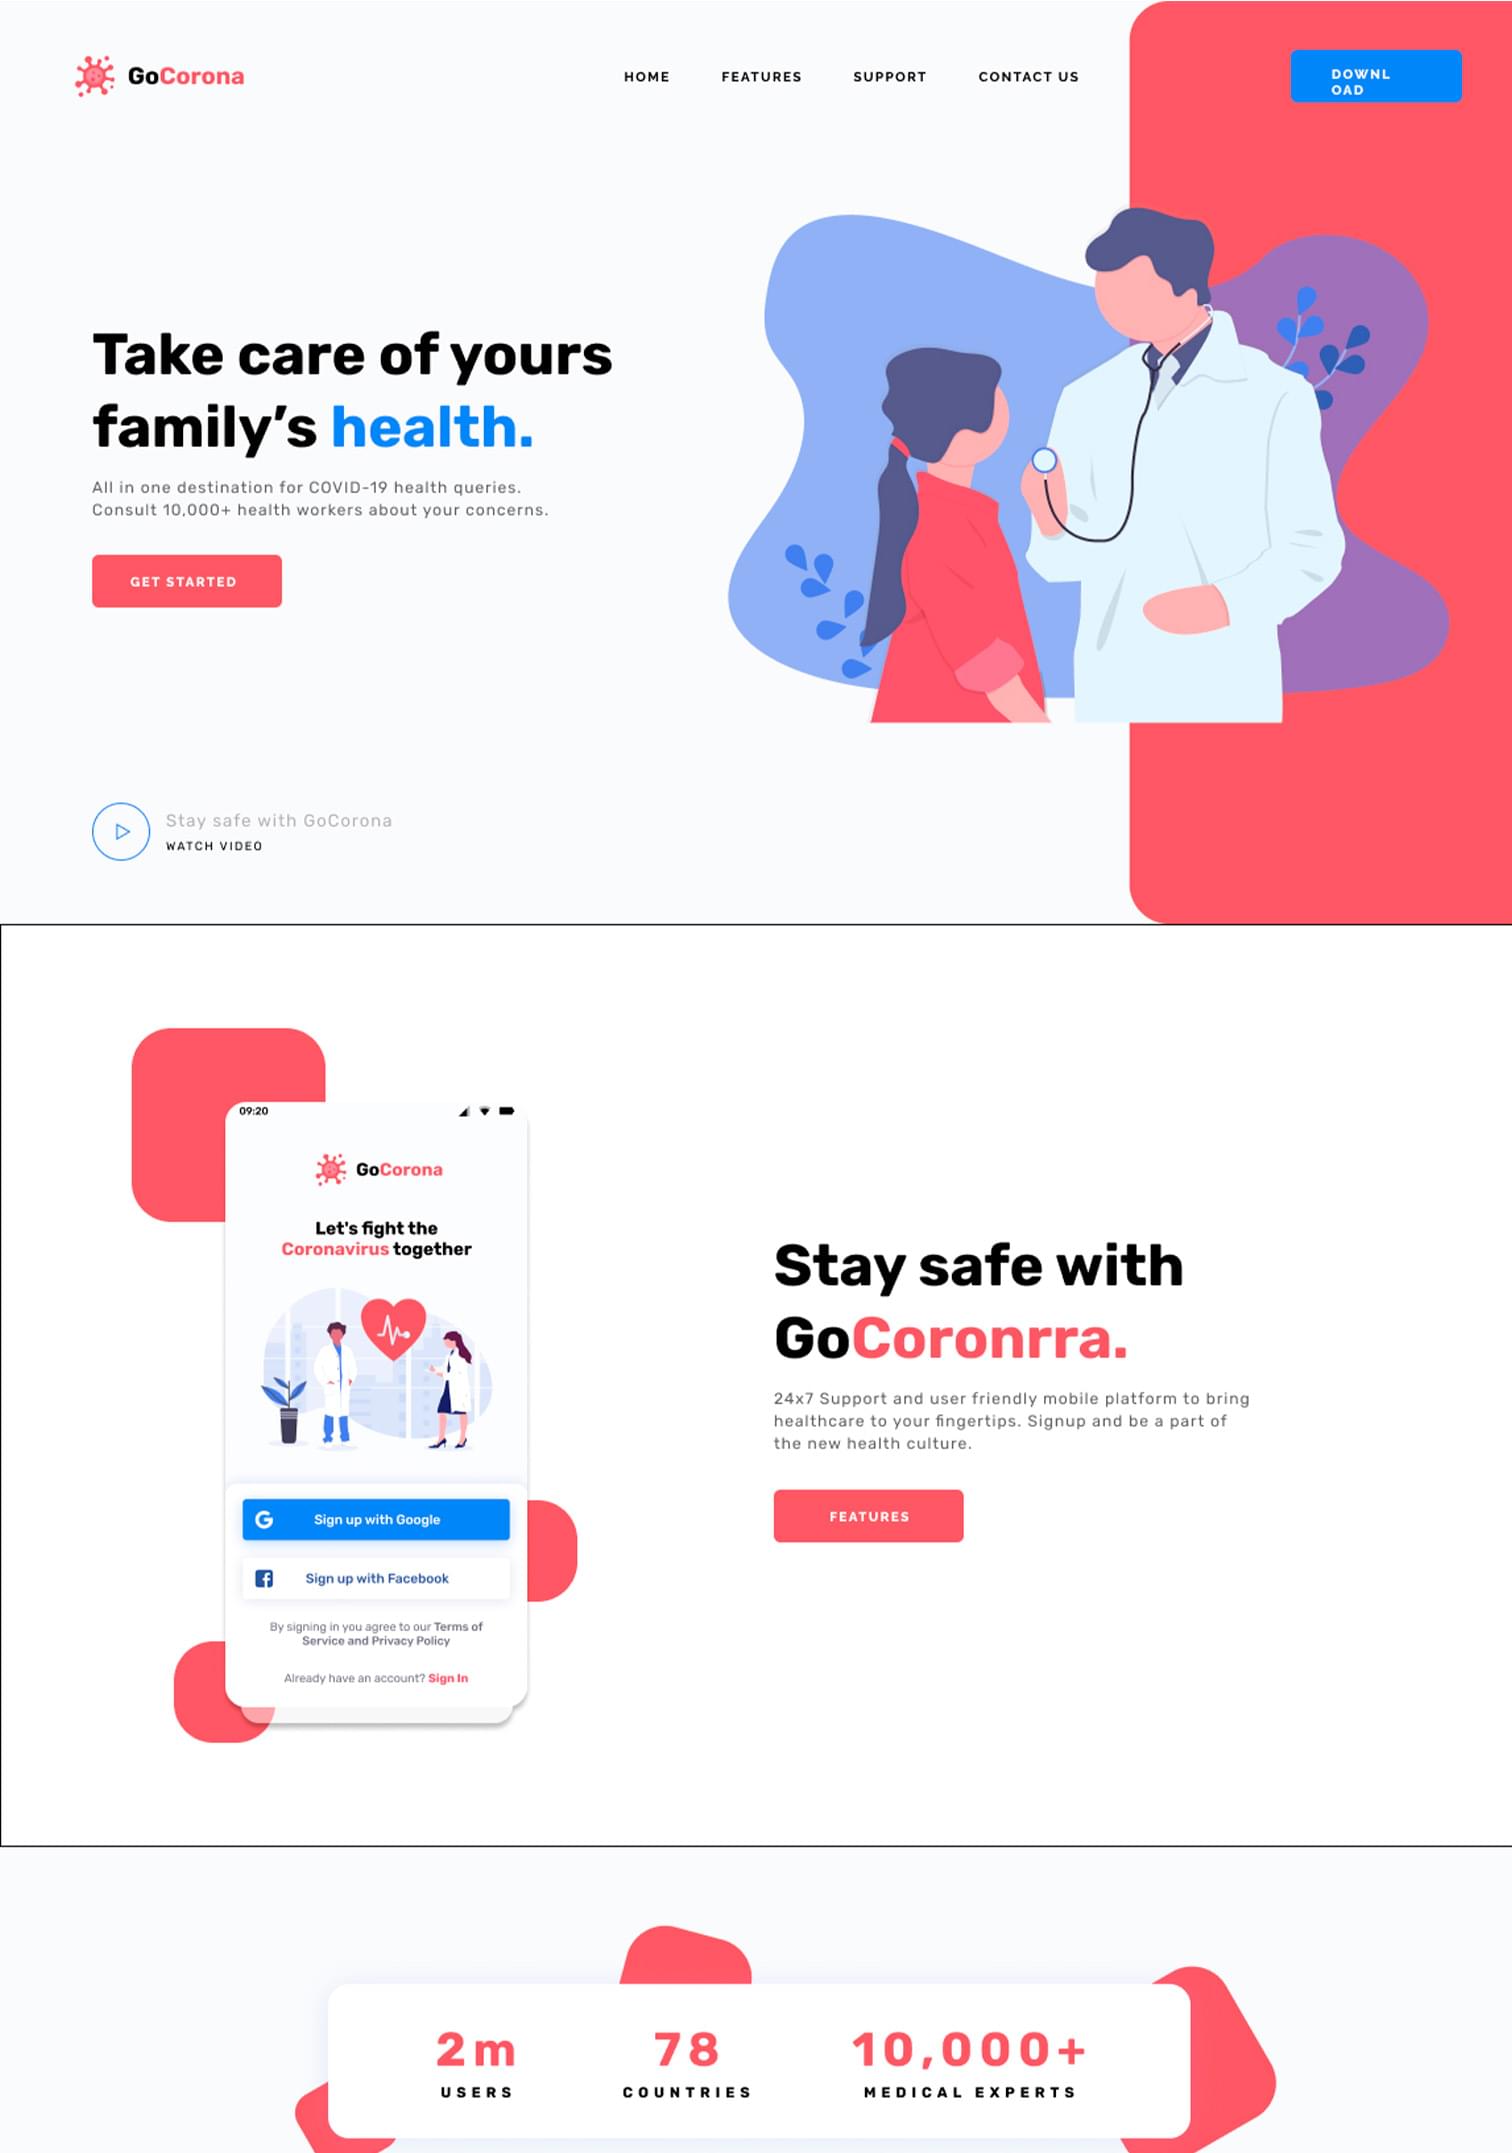 GoCorona
HOME
FEATURES
SUPPORT
CONTACT US
DOWNL
OAD
Take care of yours
family’s health.
All in one destination for COVID-19 health queries.
Consult 10,000+ health workers about your concerns.
GET STARTED
Stay safe with GoCorona
WATCH VIDEO
09:20
GoCorona
Let's fight the
Coronavirus together
Sign up with Google
Sign up with Facebook
By signing in you agree to our Terms of
Service and Privacy Policy
Already have an account? Sign In
Stay safe with
GoCoronrra.
24x7 Support and user friendly mobile platform to bring
healthcare to your fingertips. Signup and be a part of
the new health culture.
FEATURES
2m
USERS
78
COUNTRIES
10,000+
MEDICAL EXPERTS